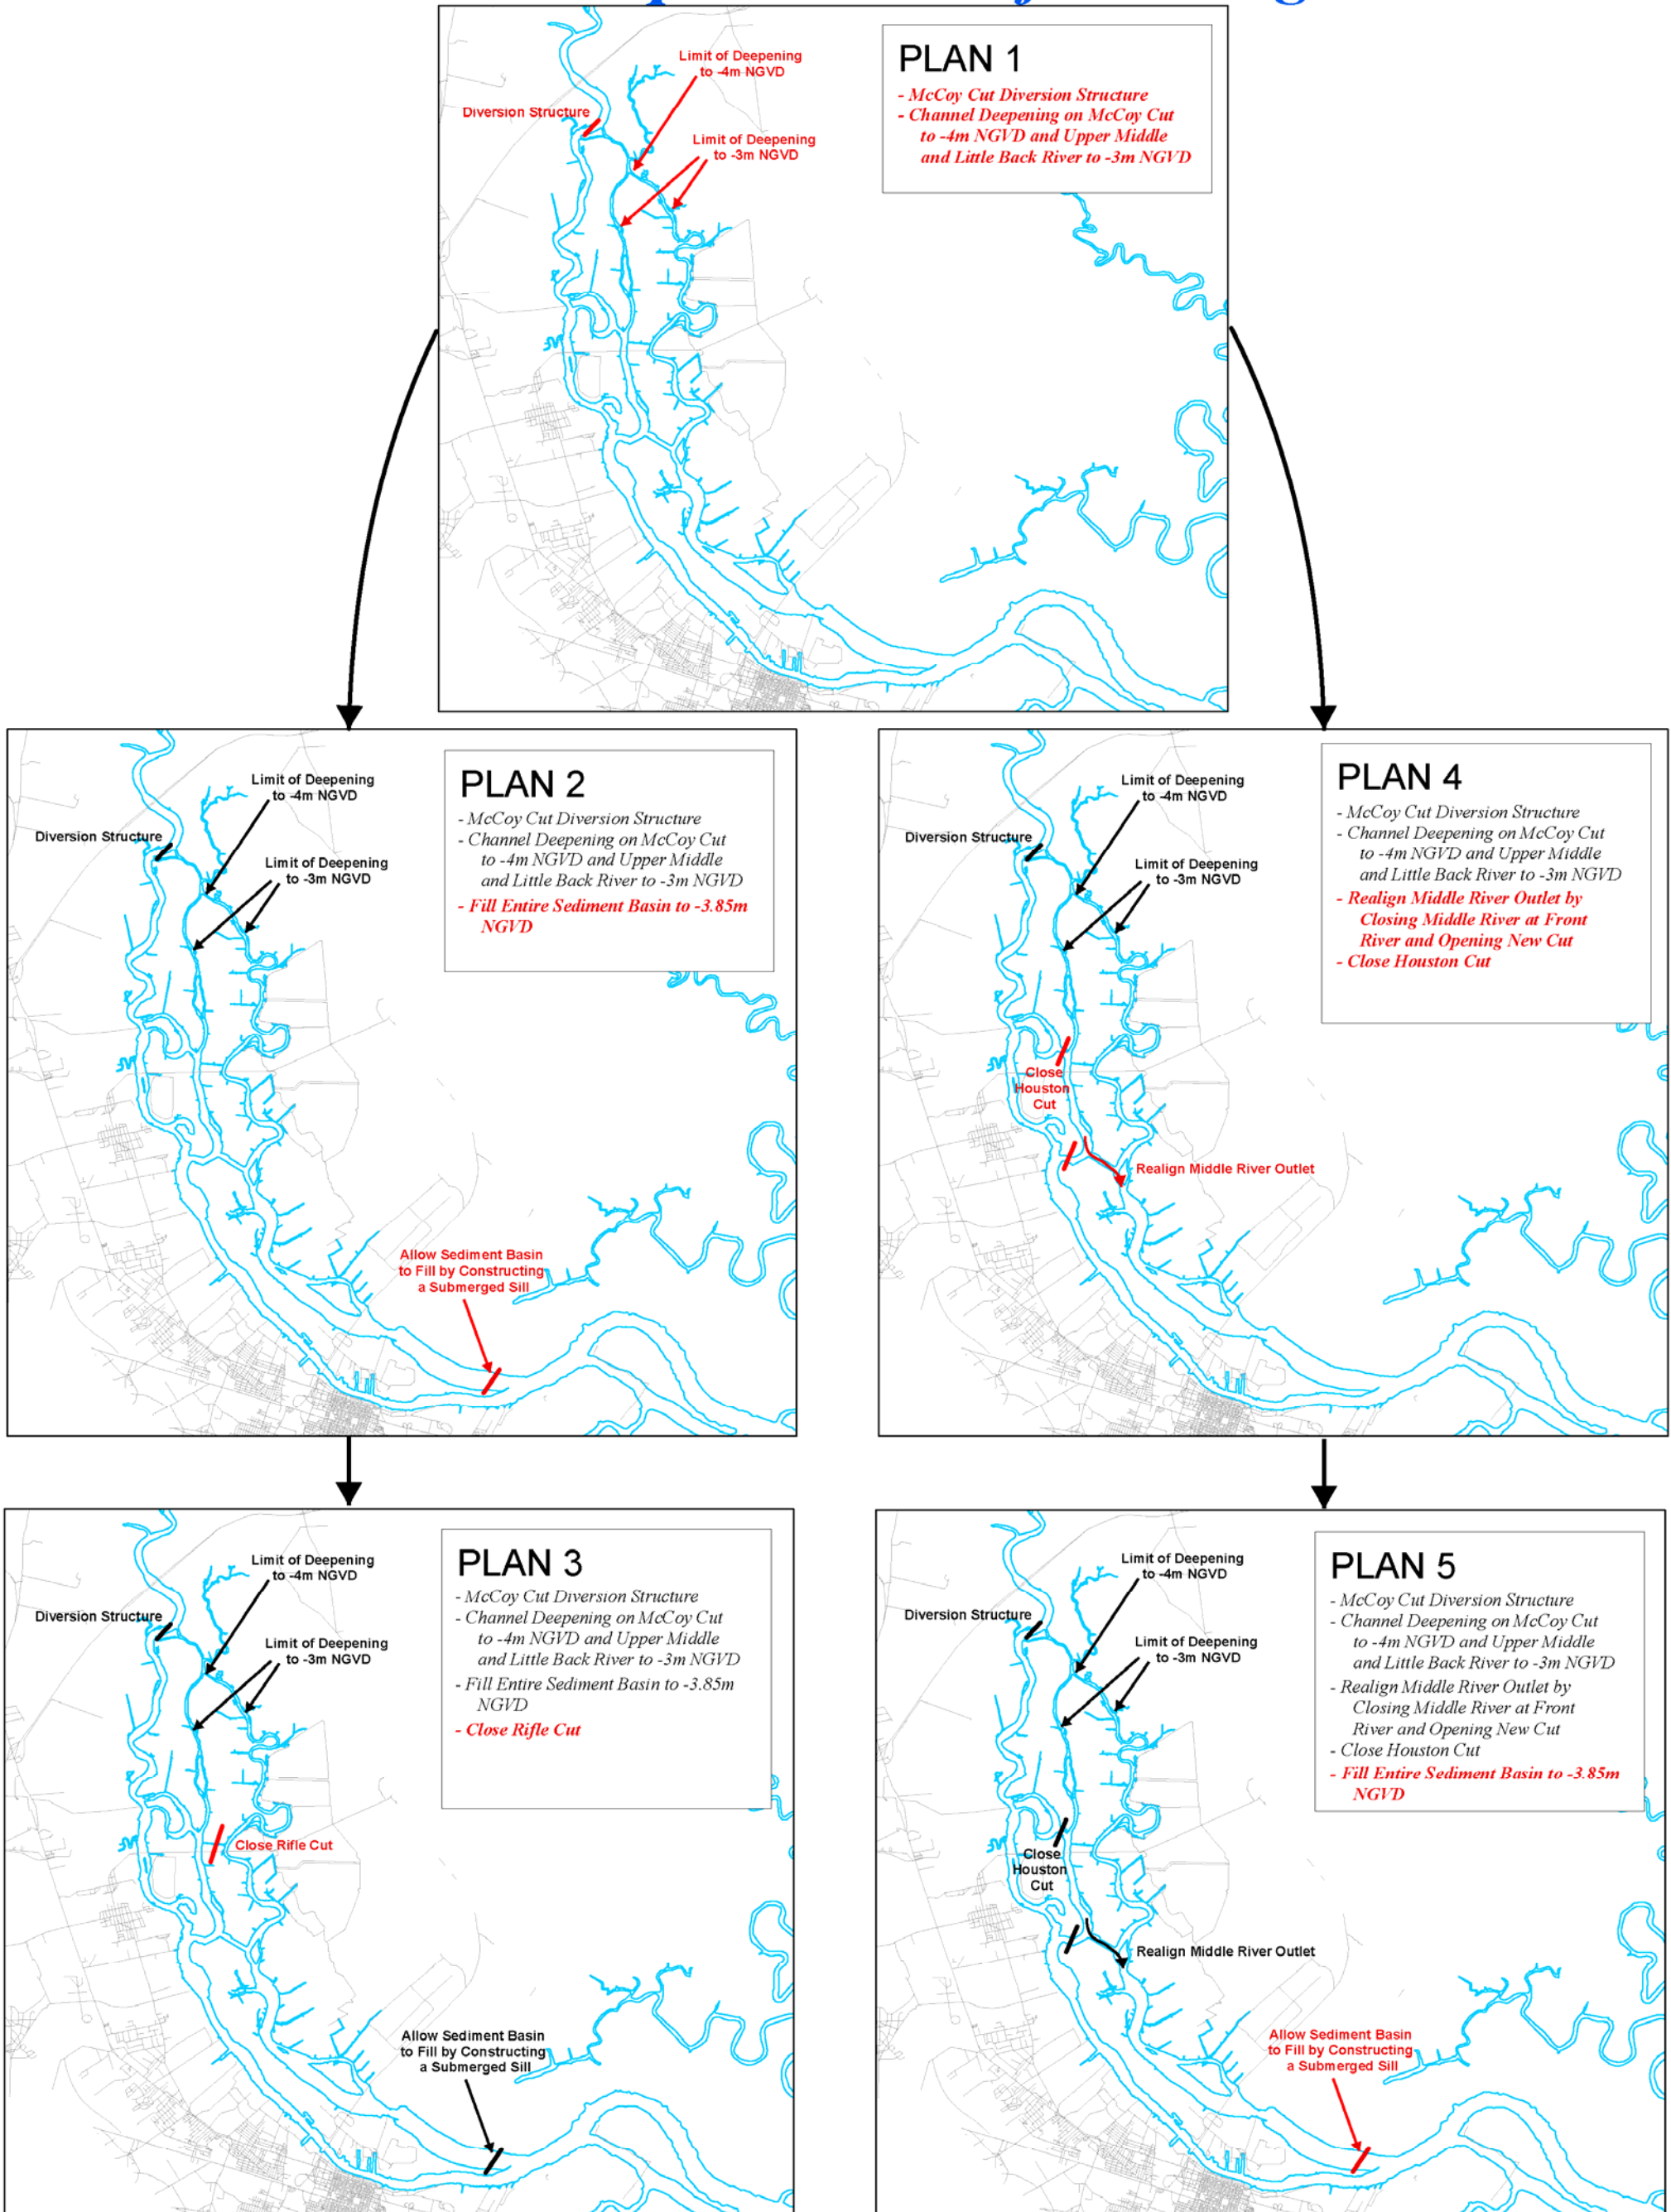 Limit of Deepening
to -4m NGVD
Diversion Structure
Limit of Deepening
to -3m NGVD
PLAN 1
- McCoy Cut Diversion Structure
- Channel Deepening on McCoy Cut
to -4m NGVD and Upper Middle
and Little Back River to -3m NGVD
Limit of Deepening
to -4m NGVD
Diversion Structure
Limit of Deepening
to -3m NGVD
PLAN 2
- McCoy Cut Diversion Structure
- Channel Deepening on McCoy Cut
to -4m NGVD and Upper Middle
and Little Back River to -3m NGVD
- Fill Entire Sediment Basin to -3.85m
NGVD
Allow Sediment Basin
to Fill by Constructing
a Submerged Sill
Limit of Deepening
to -4m NGVD
Diversion Structure
Limit of Deepening
to -3m NGVD
PLAN 4
- McCoy Cut Diversion Structure
- Channel Deepening on McCoy Cut
to -4m NGVD and Upper Middle
and Little Back River to -3m NGVD
- Realign Middle River Outlet by
Closing Middle River at Front
River and Opening New Cut
- Close Houston Cut
Close
Houston
Cut
Realign Middle River Outlet
Limit of Deepening
to -4m NGVD
Diversion Structure
Limit of Deepening
to -3m NGVD
PLAN 3
- McCoy Cut Diversion Structure
- Channel Deepening on McCoy Cut
to -4m NGVD and Upper Middle
and Little Back River to -3m NGVD
- Fill Entire Sediment Basin to -3.85m
NGVD
- Close Rifle Cut
Close Rifle Cut
Allow Sediment Basin
to Fill by Constructing
a Submerged Sill
Limit of Deepening
to -4m NGVD
Diversion Structure
Limit of Deepening
to -3m NGVD
PLAN 5
- McCoy Cut Diversion Structure
- Channel Deepening on McCoy Cut
to -4m NGVD and Upper Middle
and Little Back River to -3m NGVD
- Realign Middle River Outlet by
Closing Middle River at Front
River and Opening New Cut
- Close Houston Cut
- Fill Entire Sediment Basin to -3.85m
NGVD
Close
Houston
Cut
Realign Middle River Outlet
Allow Sediment Basin
to Fill by Constructing
a Submerged Sill